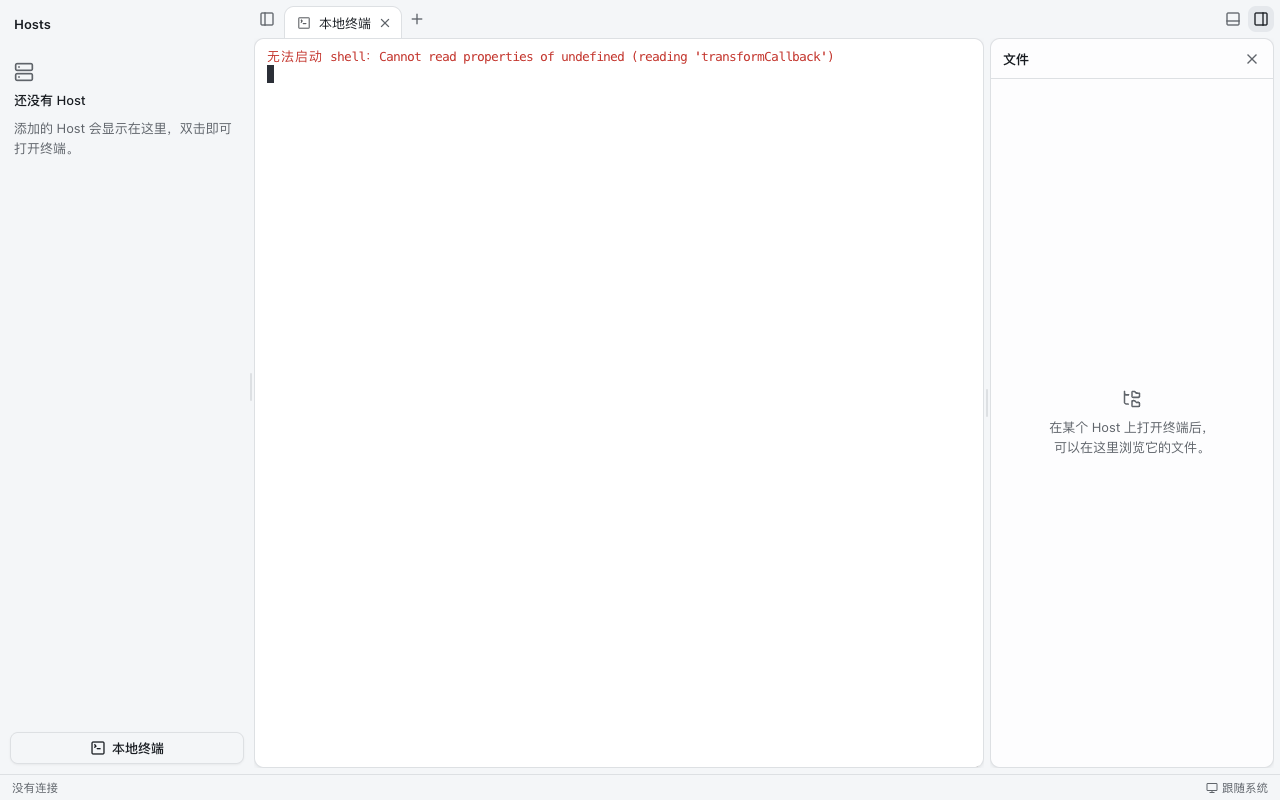 Hosts
还没有 Host
添加的 Host 会显示在这里，双击即可
打开终端。
本地终端
本地终端
无法启动 shell: Cannot read properties of undefined (reading 'transformCallback')
文件
在某个 Host 上打开终端后，
可以在这里浏览它的文件。
没有连接
跟随系统